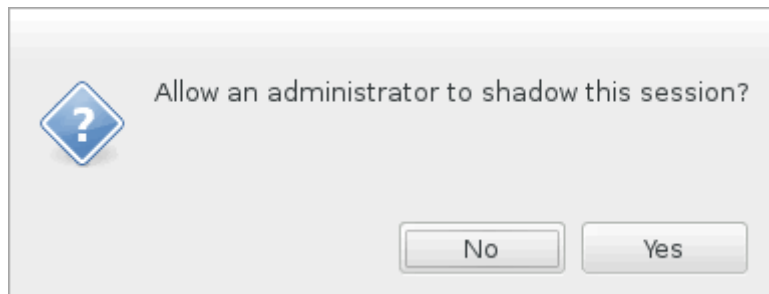 Allow an administrator to shadow this session?
?
No Yes